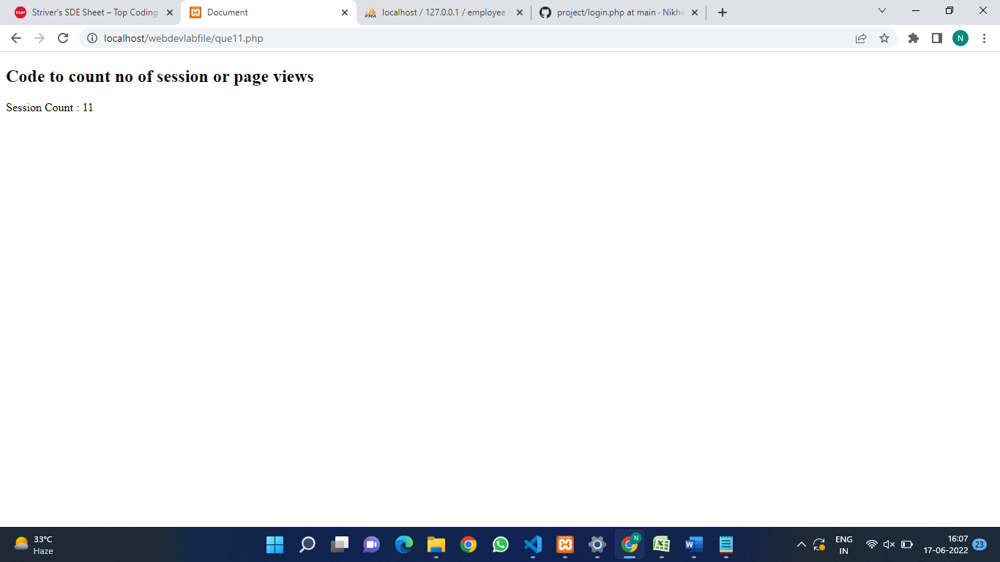 TUF Striver's SDE Sheet – Top Coding
Document
PMA localhost / 127.0.0.1 / employee
project/login.php at main · Nikhil
localhost/webdevlabfile/que11.php
N
Code to count no of session or page views
Session Count : 11
33°C
Haze
N
ENG
IN
16:07
17-06-2022
23